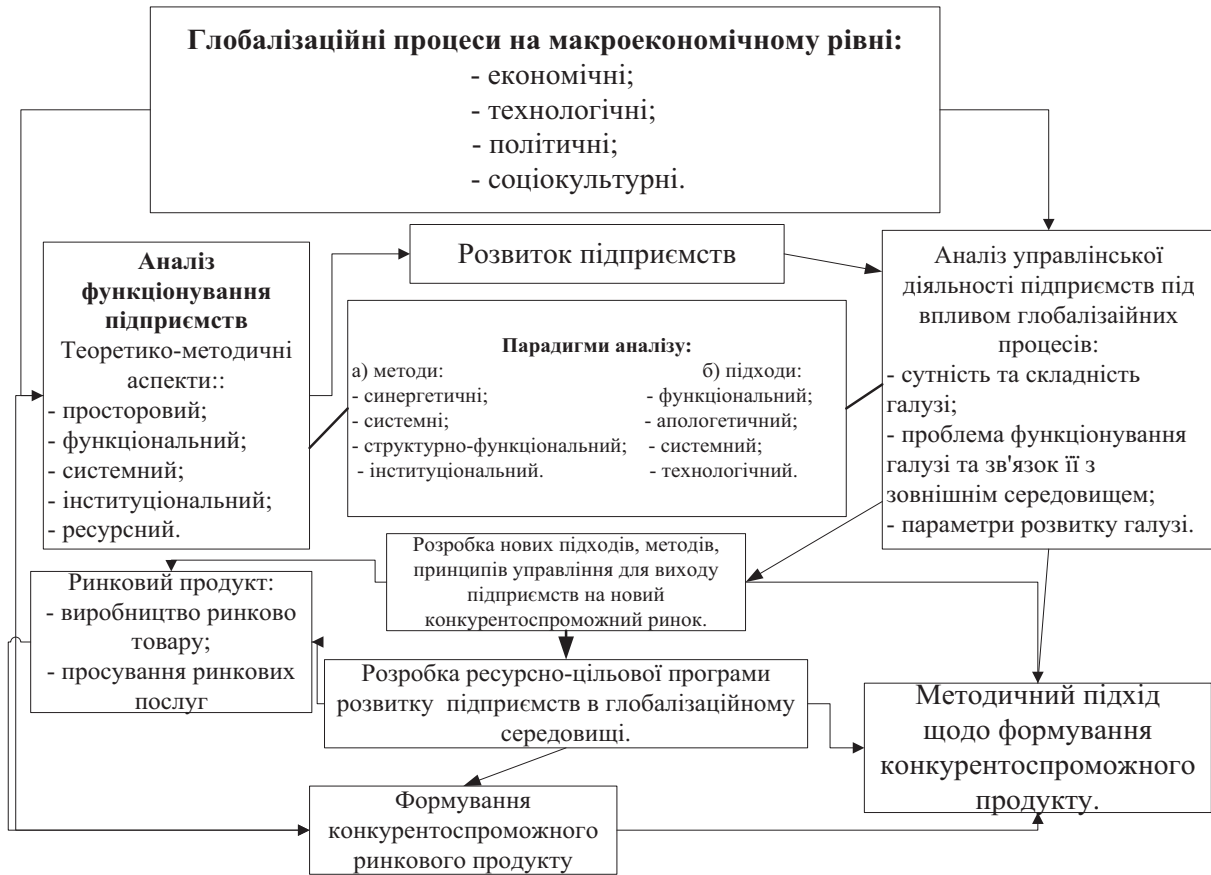 Глобалізаційні процеси на макроекономічному рівні:
- економічні;
- технологічні;
- політичні;
- соціокультурні.
Аналіз
функціонування
підприємств
Теоретико-методичні
аспекти::
- просторовий;
- функціональний;
- системний;
- інституціональний;
- ресурсний.
Розвиток підприємств
Парадигми аналізу:
а) методи:
- синергетичні;
- системні;
- структурно-функціональний;
- інституціональний.
б) підходи:
- функціональний;
- апологетичний;
- системний;
- технологічний.
Аналіз управлінської
діяльності підприємств під
впливом глобалізаійних
процесів:
- сутність та складність
галузі;
- проблема функціонування
галузі та зв'язок її з
зовнішнім середовищем;
- параметри розвитку галузі.
Розробка нових підходів, методів,
принципів управління для виходу
підприємств на новий
конкурентоспроможний ринок.
Ринковий продукт:
- виробництво ринково
товару;
- просування ринкових
послуг
Розробка ресурсно-цільової програми
розвитку підприємств в глобалізаційному
середовищі.
Методичний підхід
щодо формування
конкурентоспроможного
продукту.
Формування
конкурентоспроможного
ринкового продукту